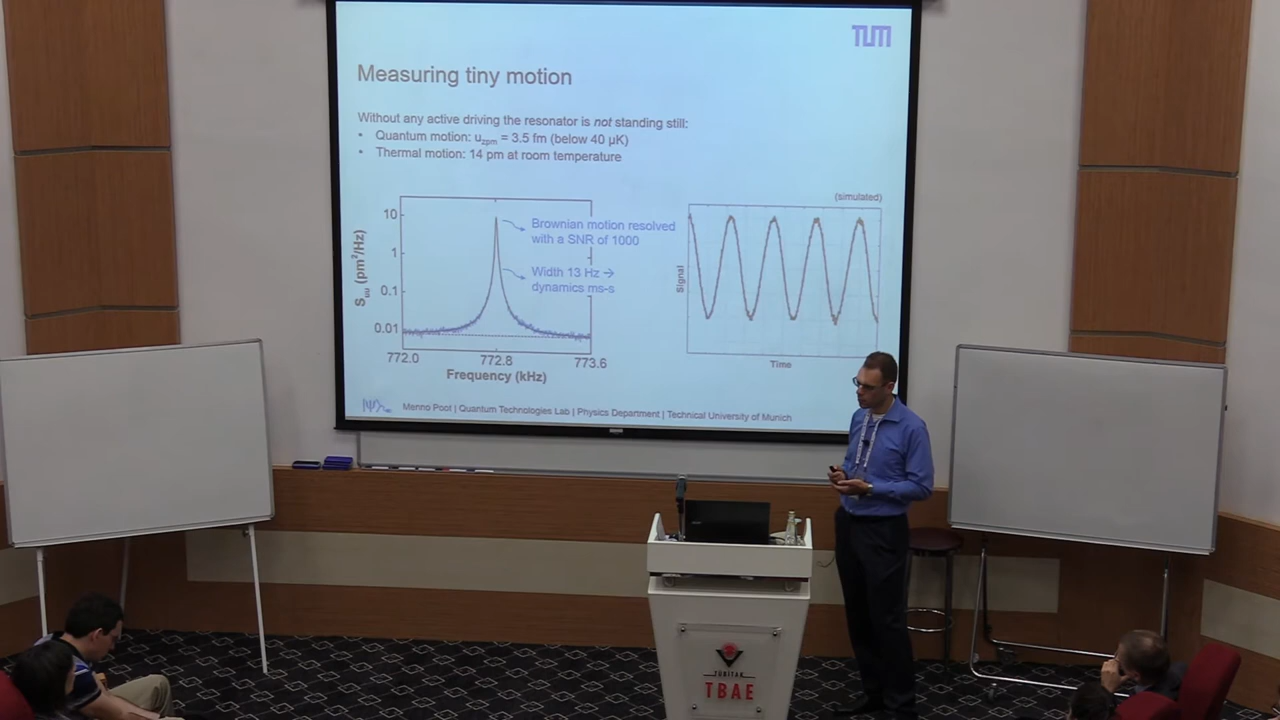 TUM
Measuring tiny motion
Without any active driving the resonator is not standing still:
• Quantum motion: uzpm = 3.5 fm (below 40 μK)
• Thermal motion: 14 pm at room temperature
(simulated)
10
1
0.1
0.01
Suu (pm²/Hz)
Brownian motion resolved
with a SNR of 1000
Width 13 Hz →
dynamics ms-s
772.0
772.8
773.6
Frequency (kHz)
Signal
Time
Menno Poot | Quantum Technologies Lab | Physics Department | Technical University of Munich
TÜBİTAK
TBAE